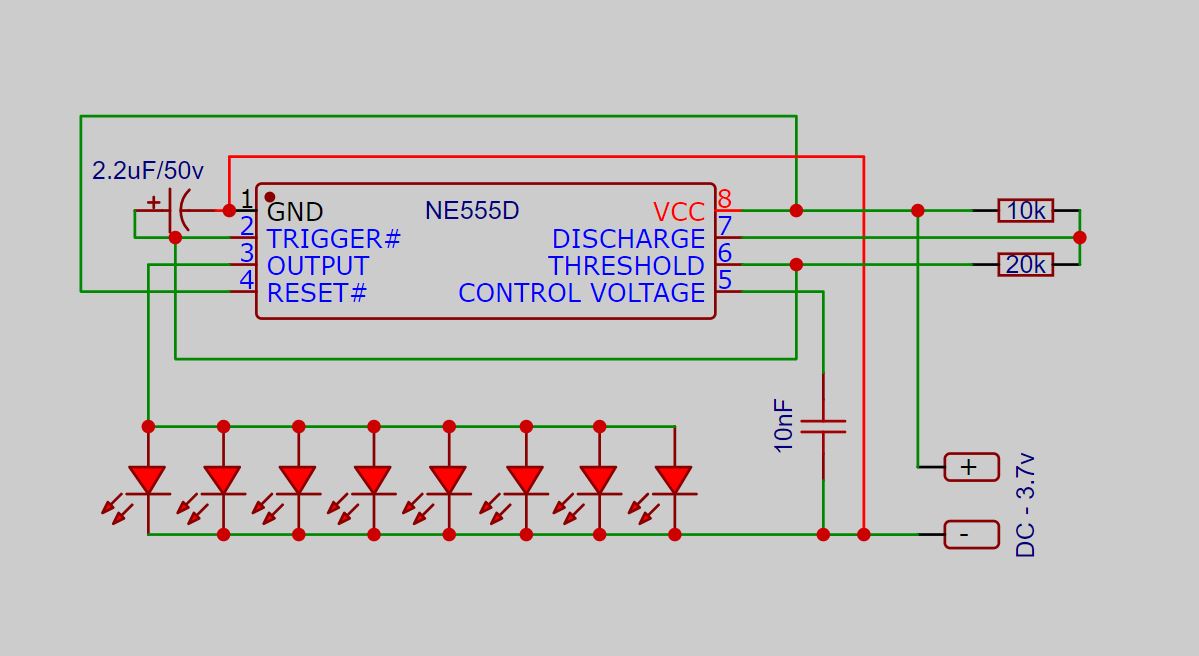 2.2uF/50v
+
1
GND
NE555D
VCC
8
10k
2
TRIGGER#
DISCHARGE
7
3
OUTPUT
THRESHOLD
6
20k
4
RESET#
CONTROL VOLTAGE
5
10nF
+
-
DC - 3.7v